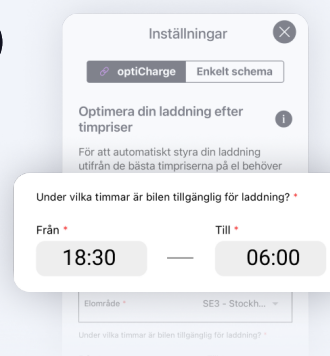 Inställningar
optiCharge Enkelt schema
Optimera din laddning efter
timpriser
För att automatiskt styra din laddning
utifrån de bästa timpriserna på el behöver
Under vilka timmar är bilen tillgänglig för laddning? *
Från * Till *
18:30 — 06:00
Elområde * SE3 - Stockh...
Under vilka timmar är bilen tillgänglig för laddning? *